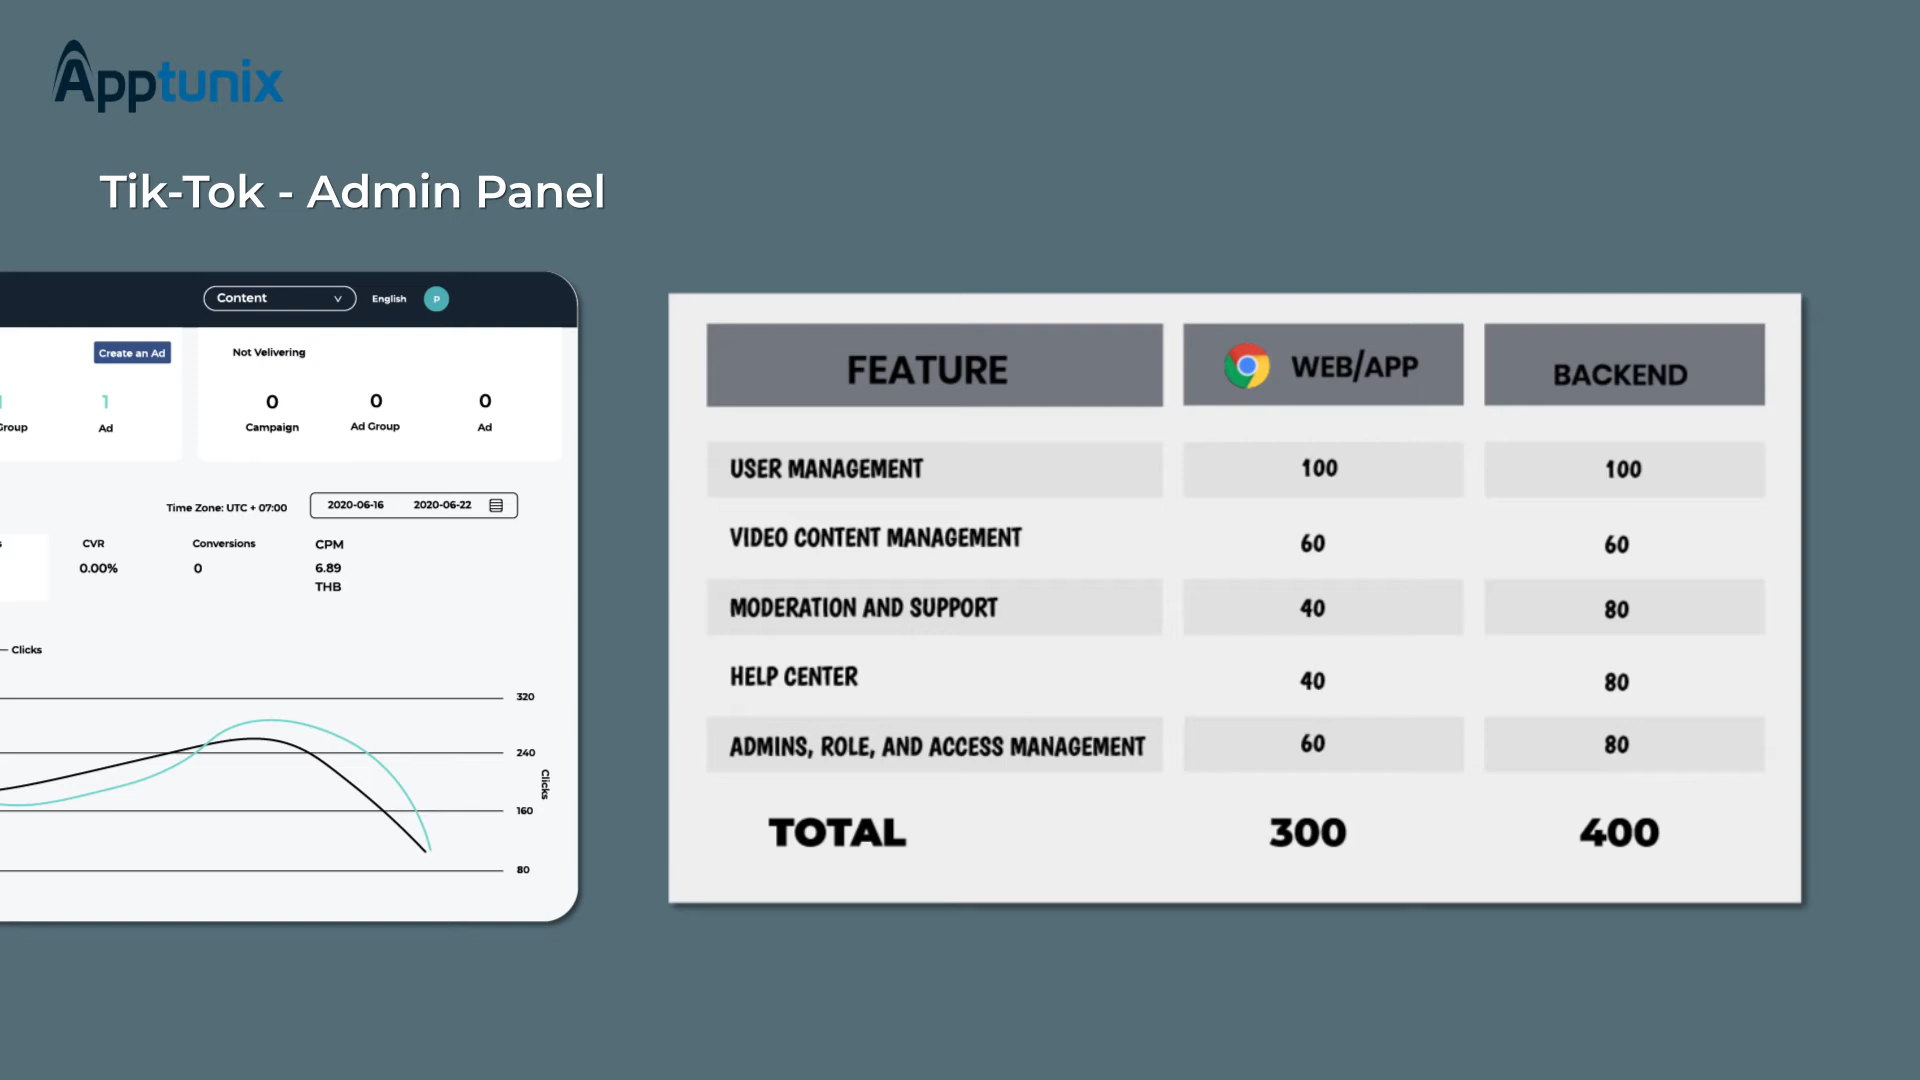 Apptunix
Tik-Tok - Admin Panel
Content
English
P
Create an Ad
Not Velivering
1
Ad
0
Campaign
0
Ad Group
0
Ad
Time Zone: UTC + 07:00
2020-06-16 2020-06-22
CVR
0.00%
Conversions
0
CPM
6.89
THB
Clicks
320
240
160
80
Clicks
FEATURE WEB/APP BACKEND
USER MANAGEMENT 100 100
VIDEO CONTENT MANAGEMENT 60 60
MODERATION AND SUPPORT 40 80
HELP CENTER 40 80
ADMINS, ROLE, AND ACCESS MANAGEMENT 60 80
TOTAL 300 400